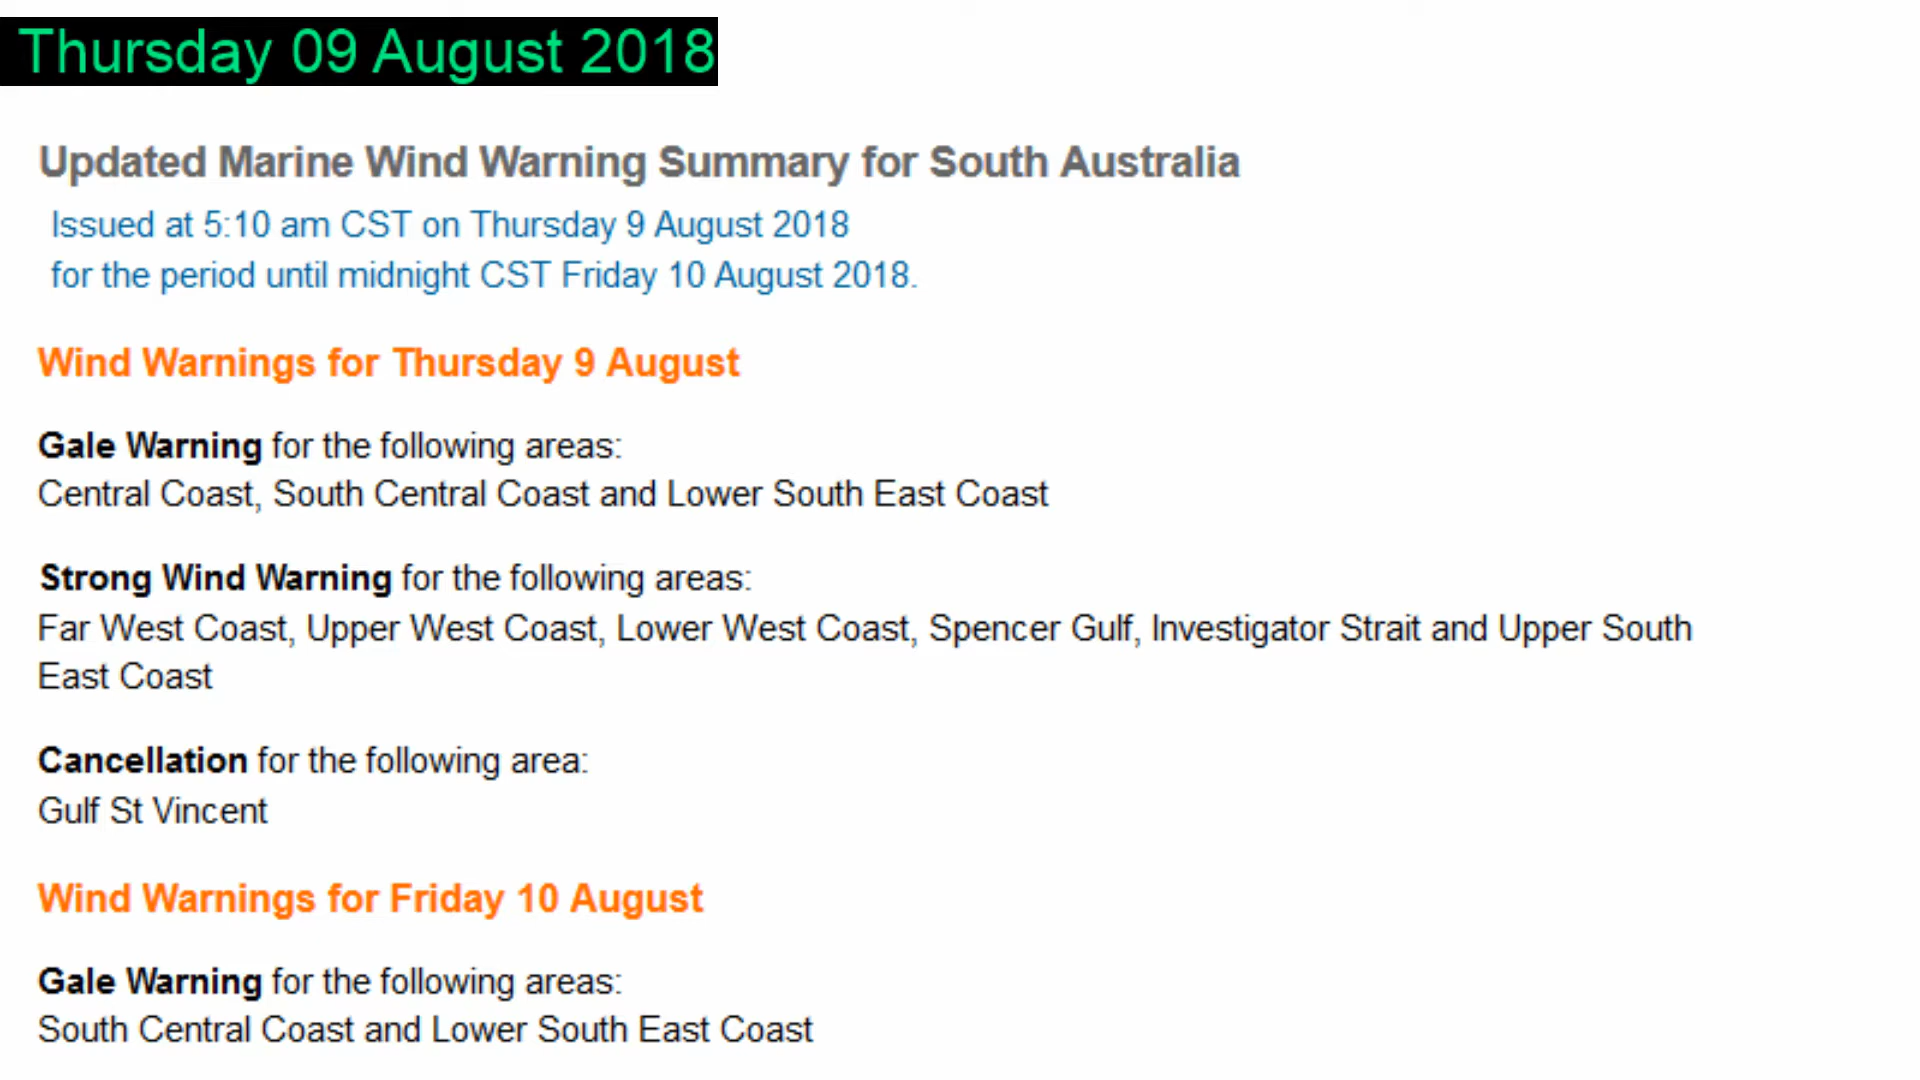 Thursday 09 August 2018
Updated Marine Wind Warning Summary for South Australia
Issued at 5:10 am CST on Thursday 9 August 2018
for the period until midnight CST Friday 10 August 2018.
Wind Warnings for Thursday 9 August
Gale Warning for the following areas:
Central Coast, South Central Coast and Lower South East Coast
Strong Wind Warning for the following areas:
Far West Coast, Upper West Coast, Lower West Coast, Spencer Gulf, Investigator Strait and Upper South
East Coast
Cancellation for the following area:
Gulf St Vincent
Wind Warnings for Friday 10 August
Gale Warning for the following areas:
South Central Coast and Lower South East Coast